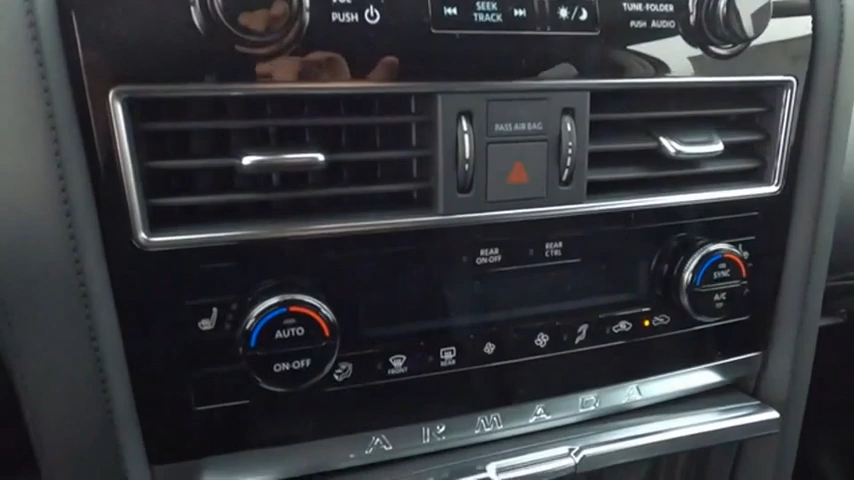 PUSH
SEEK
TRACK
TUNE·FOLDER
PUSH AUDIO
PASS AIR BAG
REAR
ON·OFF
REAR
CTRL
SYNC
A/C
AUTO
ON·OFF
FRONT
REAR
ARMADA